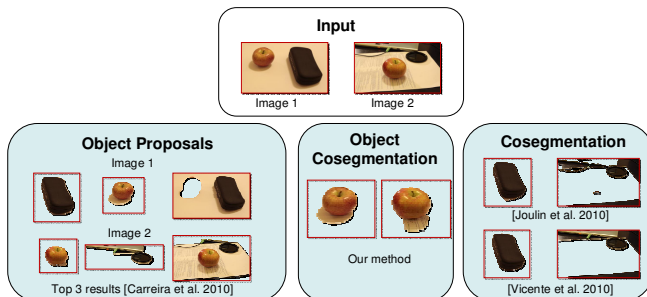 Input
Image 1
Image 2
Object Proposals
Image 1
Image 2
Top 3 results [Carreira et al. 2010]
Object
Cosegmentation
Our method
Cosegmentation
[Joulin et al. 2010]
[Vicente et al. 2010]